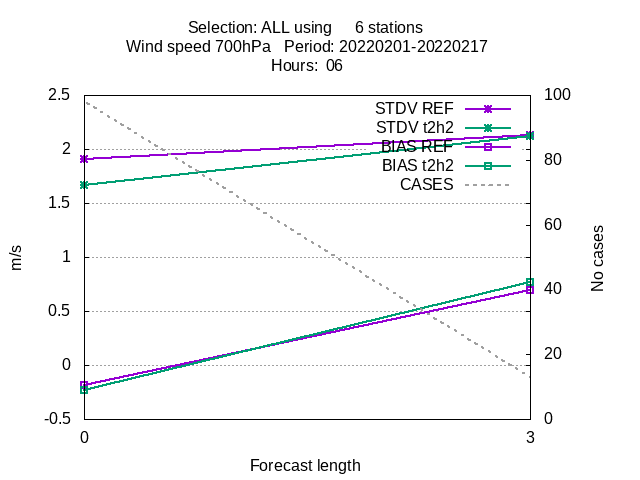 Selection: ALL using     6 stations
Wind speed 700hPa   Period: 20220201-20220217
Hours:  06
2.5
2
1.5
1
0.5
0
-0.5
m/s
STDV REF
STDV t2h2
BIAS REF
BIAS t2h2
CASES
100
80
60
40
20
0
No cases
0
3
Forecast length